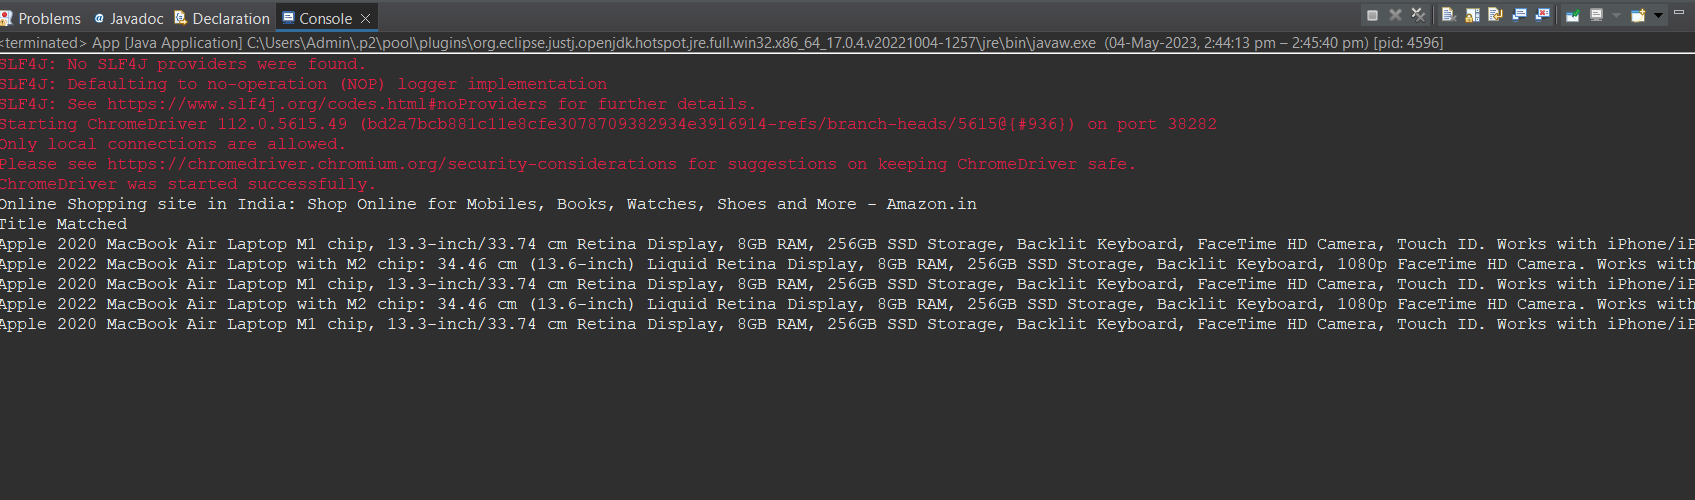 Problems @ Javadoc Declaration Console
<terminated> App [Java Application] C:\Users\Admin\.p2\pool\plugins\org.eclipse.justj.openjdk.hotspot.jre.full.win32.x86_64_17.0.4.v20221004-1257\jre\bin\javaw.exe (04-May-2023, 2:44:13 pm – 2:45:40 pm) [pid: 4596]
SLF4J: No SLF4J providers were found.
SLF4J: Defaulting to no-operation (NOP) logger implementation
SLF4J: See https://www.slf4j.org/codes.html#noProviders for further details.
Starting ChromeDriver 112.0.5615.49 (bd2a7bcb881c11e8cfe3078709382934e3916914-refs/branch-heads/5615@{#936}) on port 38282
Only local connections are allowed.
Please see https://chromedriver.chromium.org/security-considerations for suggestions on keeping ChromeDriver safe.
ChromeDriver was started successfully.
Online Shopping site in India: Shop Online for Mobiles, Books, Watches, Shoes and More - Amazon.in
Title Matched
Apple 2020 MacBook Air Laptop M1 chip, 13.3-inch/33.74 cm Retina Display, 8GB RAM, 256GB SSD Storage, Backlit Keyboard, FaceTime HD Camera, Touch ID. Works with iPhone/iP
Apple 2022 MacBook Air Laptop with M2 chip: 34.46 cm (13.6-inch) Liquid Retina Display, 8GB RAM, 256GB SSD Storage, Backlit Keyboard, 1080p FaceTime HD Camera. Works with
Apple 2020 MacBook Air Laptop M1 chip, 13.3-inch/33.74 cm Retina Display, 8GB RAM, 256GB SSD Storage, Backlit Keyboard, FaceTime HD Camera, Touch ID. Works with iPhone/iP
Apple 2022 MacBook Air Laptop with M2 chip: 34.46 cm (13.6-inch) Liquid Retina Display, 8GB RAM, 256GB SSD Storage, Backlit Keyboard, 1080p FaceTime HD Camera. Works with
Apple 2020 MacBook Air Laptop M1 chip, 13.3-inch/33.74 cm Retina Display, 8GB RAM, 256GB SSD Storage, Backlit Keyboard, FaceTime HD Camera, Touch ID. Works with iPhone/iP